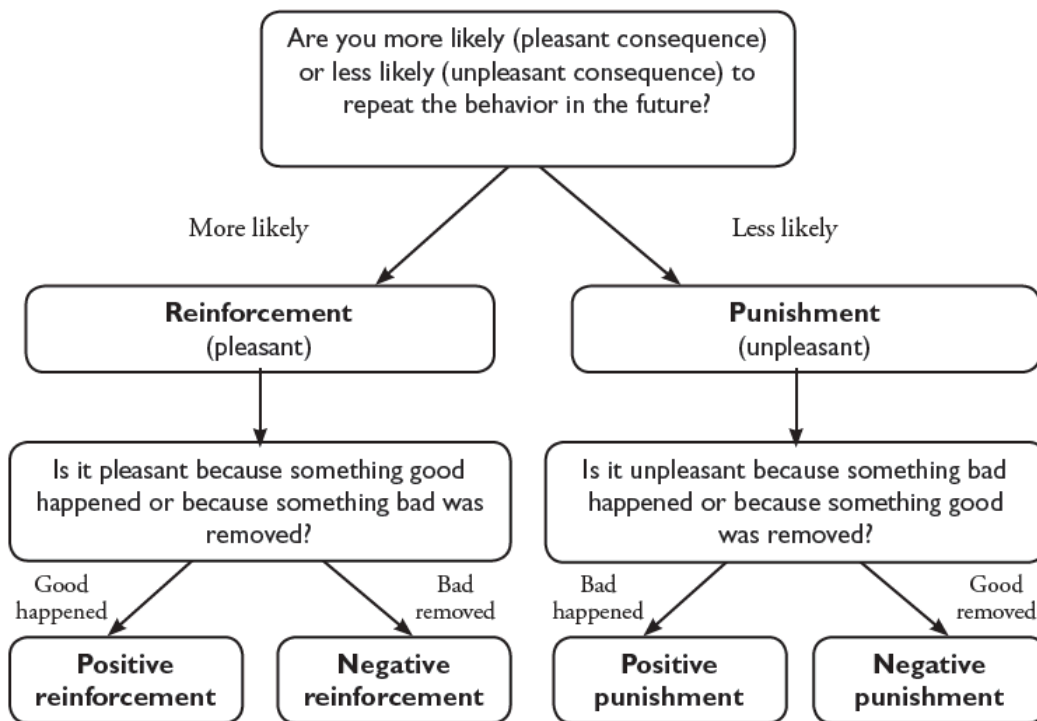 Are you more likely (pleasant consequence)
or less likely (unpleasant consequence) to
repeat the behavior in the future?
More likely
Less likely
Reinforcement
(pleasant)
Punishment
(unpleasant)
Is it pleasant because something good
happened or because something bad was
removed?
Is it unpleasant because something bad
happened or because something good
was removed?
Good
happened
Bad
removed
Bad
happened
Good
removed
Positive
reinforcement
Negative
reinforcement
Positive
punishment
Negative
punishment